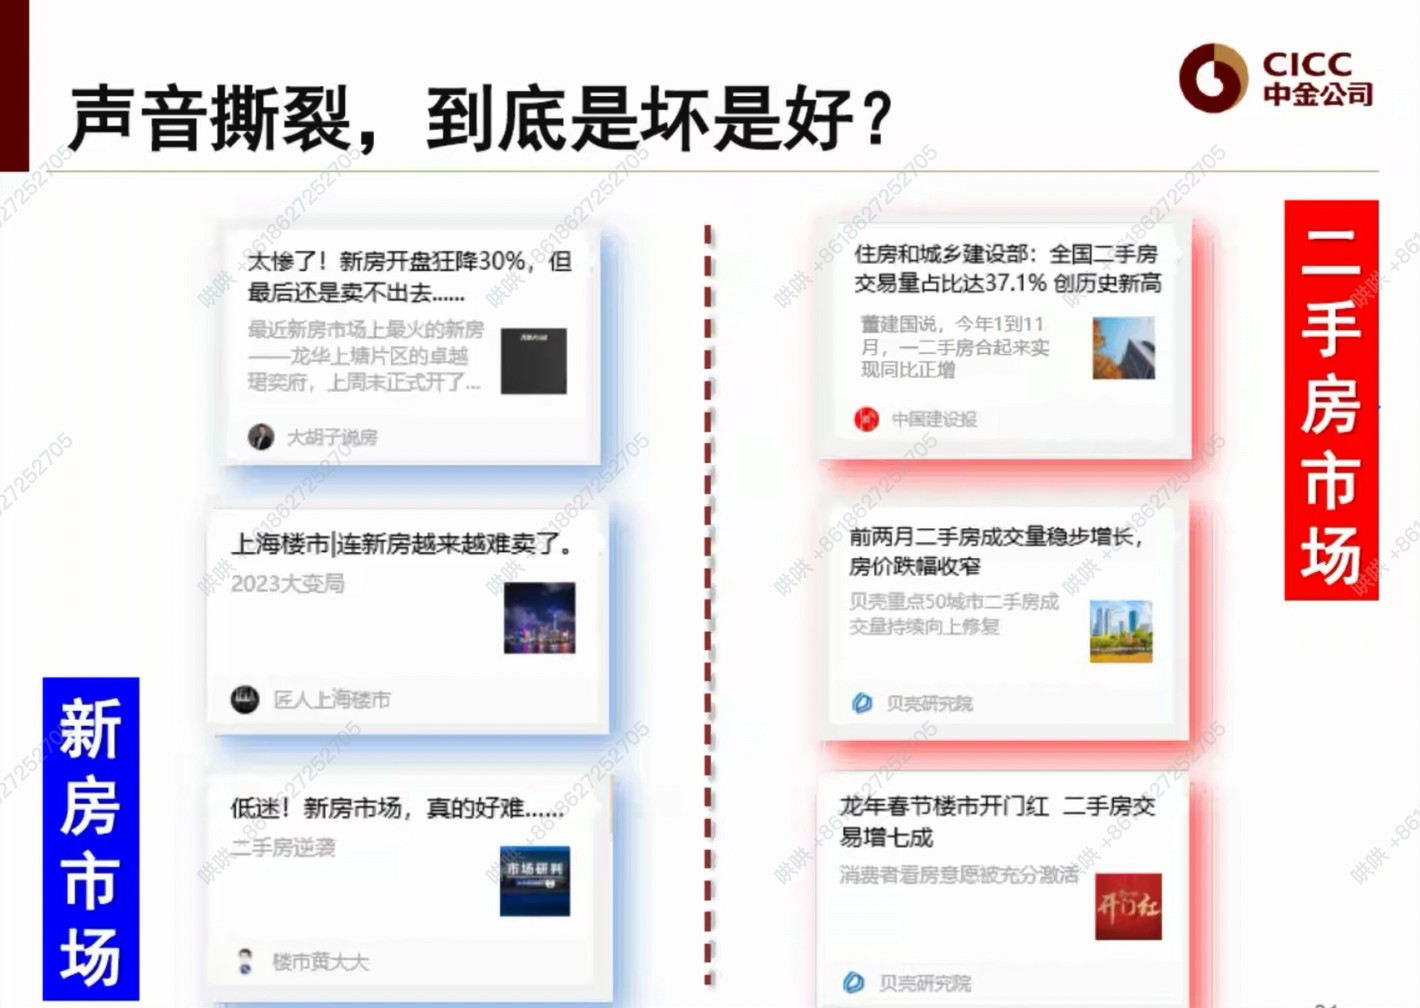 声音撕裂，到底是坏是好？
CICC
中金公司
太惨了！新房开盘狂降30%，但
最后还是卖不出去......
最近新房市场上最火的新房
——龙华上塘片区的卓越
珺奕府，上周末正式开了...
大胡子说房
上海楼市|连新房越来越难卖了。
2023大变局
匠人上海楼市
低迷！新房市场，真的好难......
二手房逆袭
市场研判
楼市黄大大
新房市场
住房和城乡建设部：全国二手房
交易量占比达37.1% 创历史新高
董建国说，今年1到11
月，一二手房合起来实
现同比正增
中国建设报
前两月二手房成交量稳步增长，
房价跌幅收窄
贝壳重点50城市二手房成
交量持续向上修复
贝壳研究院
龙年春节楼市开门红 二手房交
易增七成
消费者看房意愿被充分激活
开门红
贝壳研究院
二手房市场
哄哄 +8618627252705